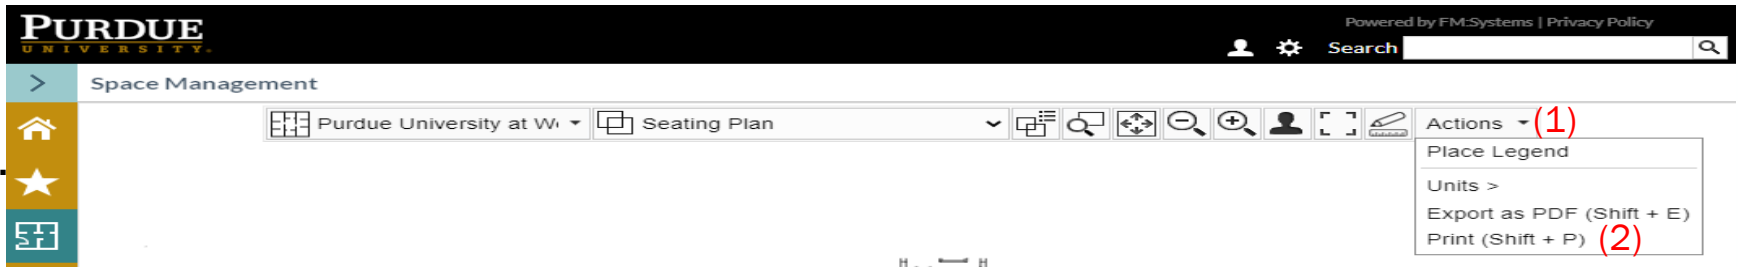 PURDUE
UNIVERSITY.
Powered by FM:Systems | Privacy Policy
Search
Space Management
Purdue University at W
Seating Plan
Actions (1)
Place Legend
Units >
Export as PDF (Shift + E)
Print (Shift + P) (2)